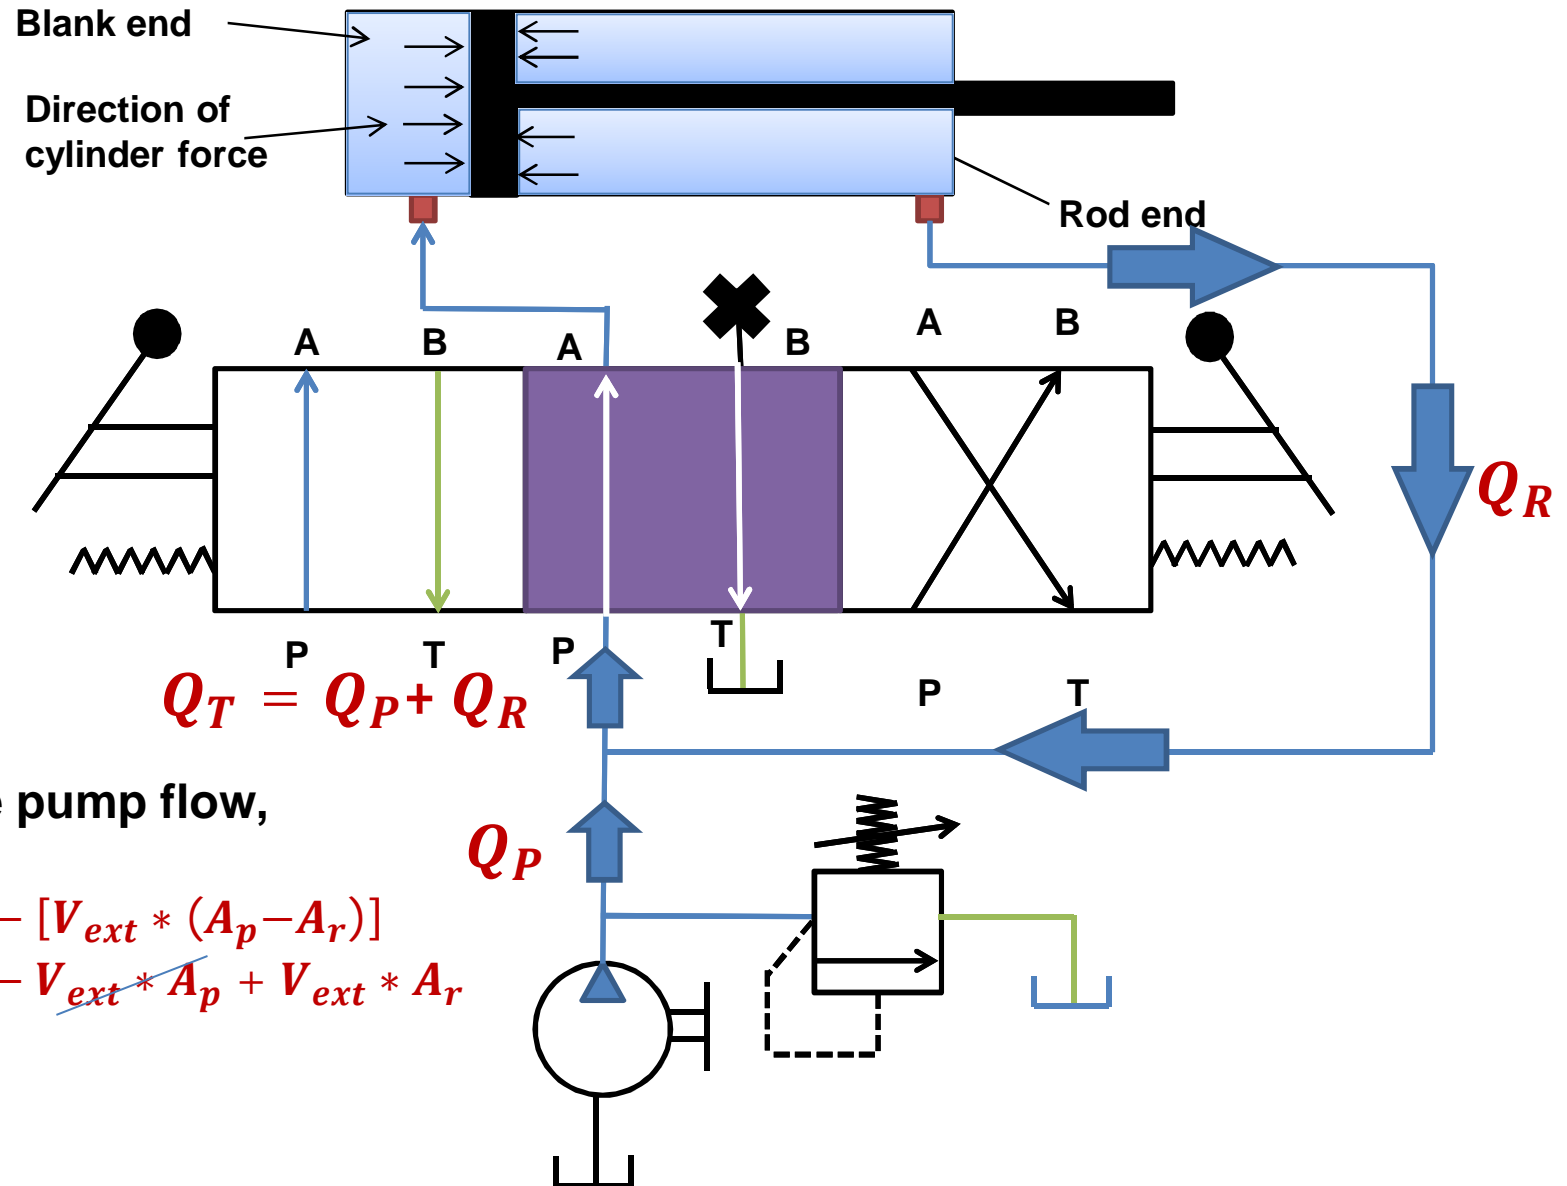 Blank end
Direction of
cylinder force
Rod end
A B A B A B
Q_R
P T P T P T
Q_T = Q_P + Q_R
pump flow,
Q_P
− [V_ext * (A_p − A_r)]
− V_ext * A_p + V_ext * A_r